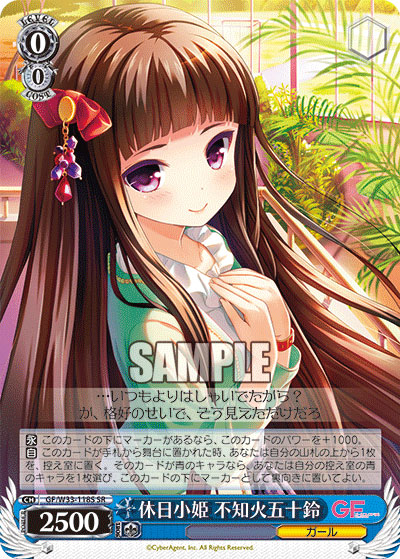 LEVEL
0
0
COST
SAMPLE
…いつもよりはしゃいでたがら?
が、格好のせいで、そう見えただけだろ
永 このカードの下にマーカーがあるなら、このカードのパワーを+1000。
自 このカードが手札から舞台に置かれた時、あなたは自分の山札の上から1枚
を、控え室に置く。そのカードが青のキャラなら、あなたは自分の控え室の青
のキャラを1枚選び、このカードの下にマーカーとして裏向きに置いてよい。
CH GF/W33-118S SR
2500
休日小姫 不知火五十鈴
GF
ガール
©CyberAgent, Inc. All Rights Reserved.